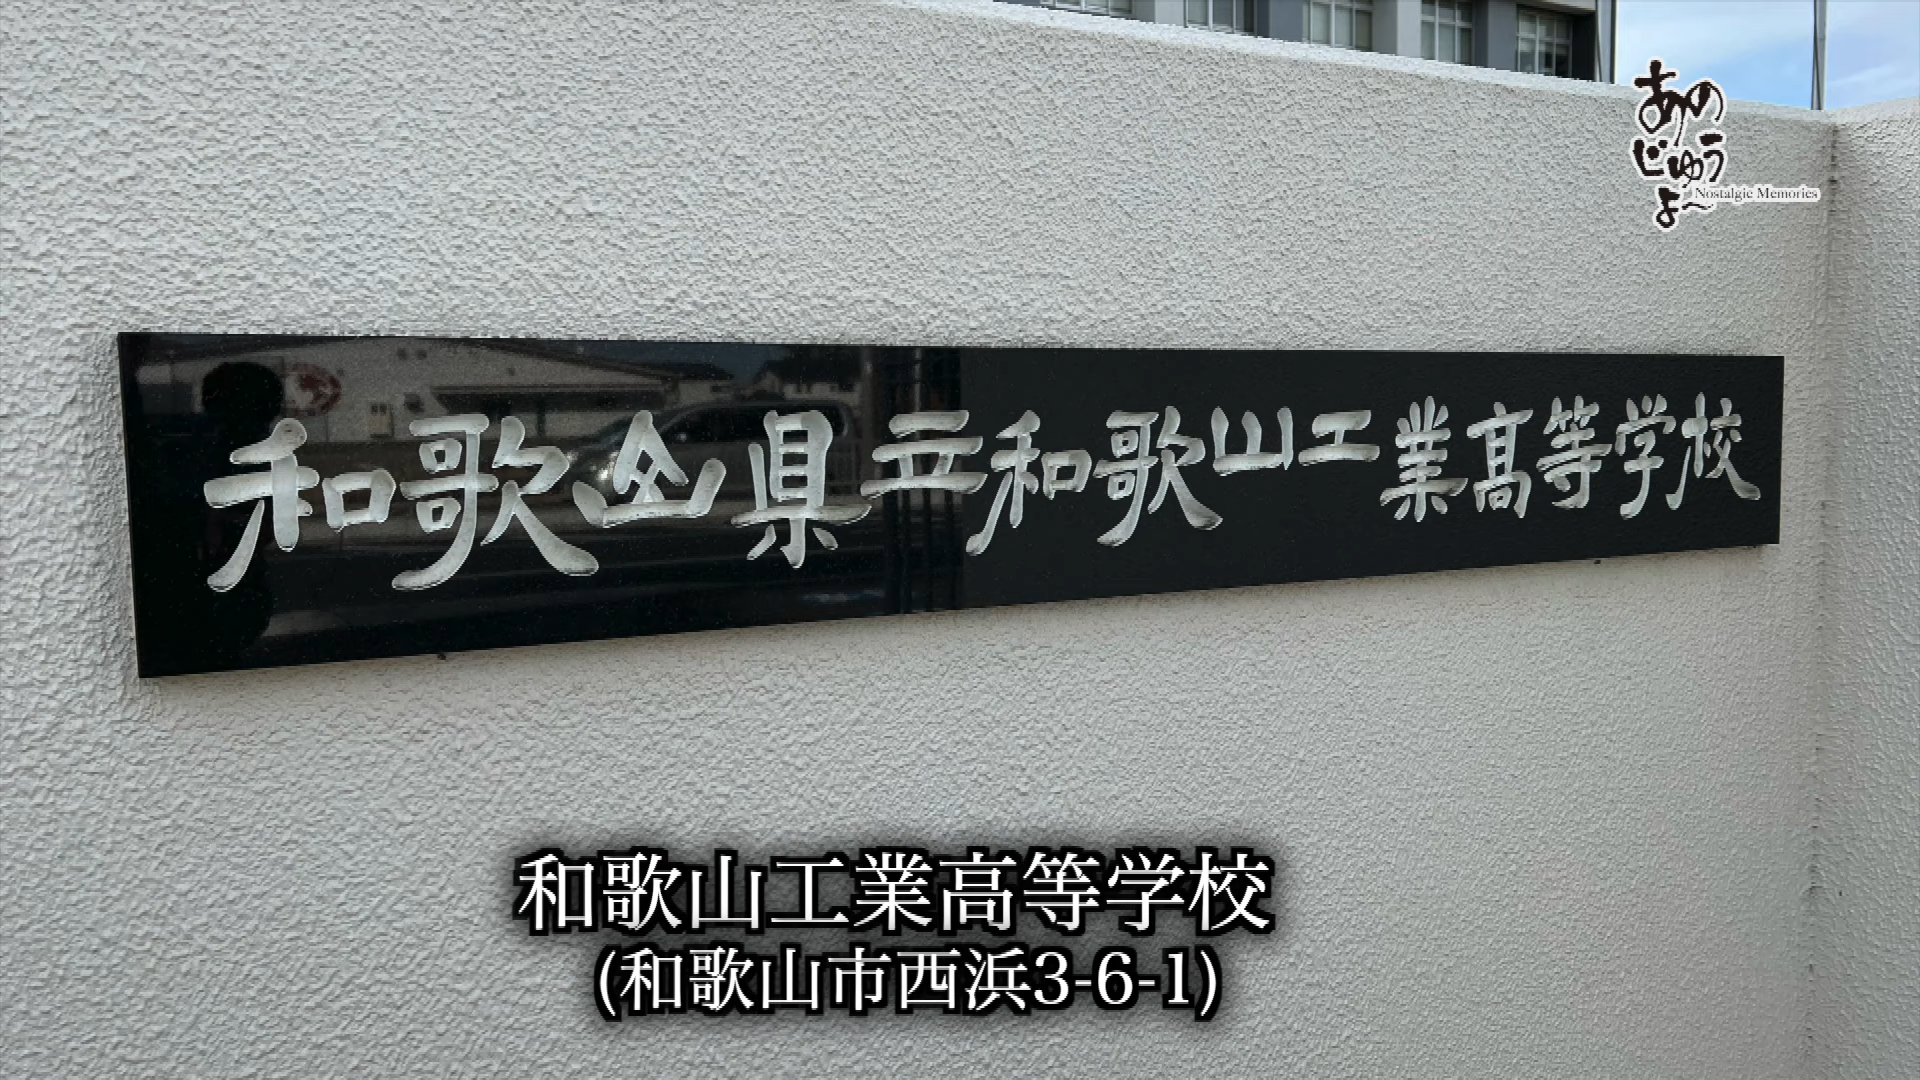 あの
じゅう
よ〜
Nostalgic Memories
和歌山県立和歌山工業高等学校
和歌山工業高等学校
(和歌山市西浜3-6-1)